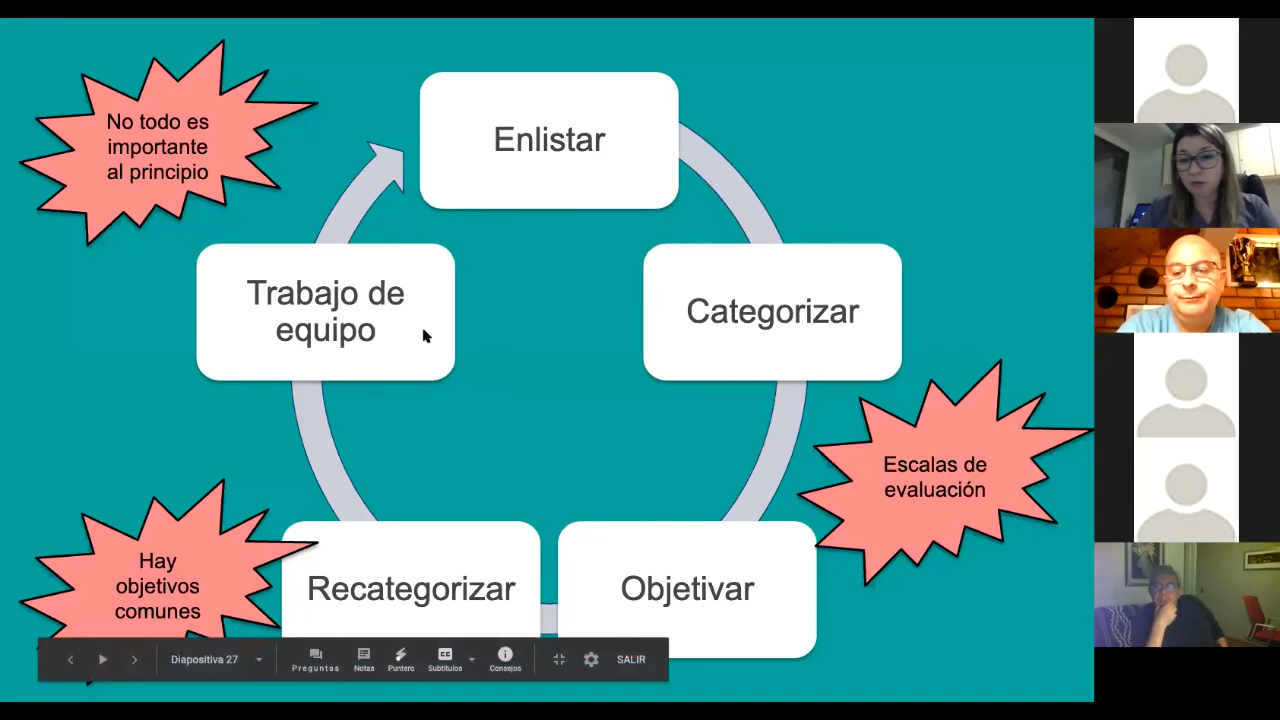 No todo es
importante
al principio
Enlistar
Trabajo de
equipo
Categorizar
Escalas de
evaluación
Hay
objetivos
comunes
Recategorizar
Objetivar
Diapositiva 27
Preguntas
Notas
Puntero
Subtítulos
Consejos
SALIR